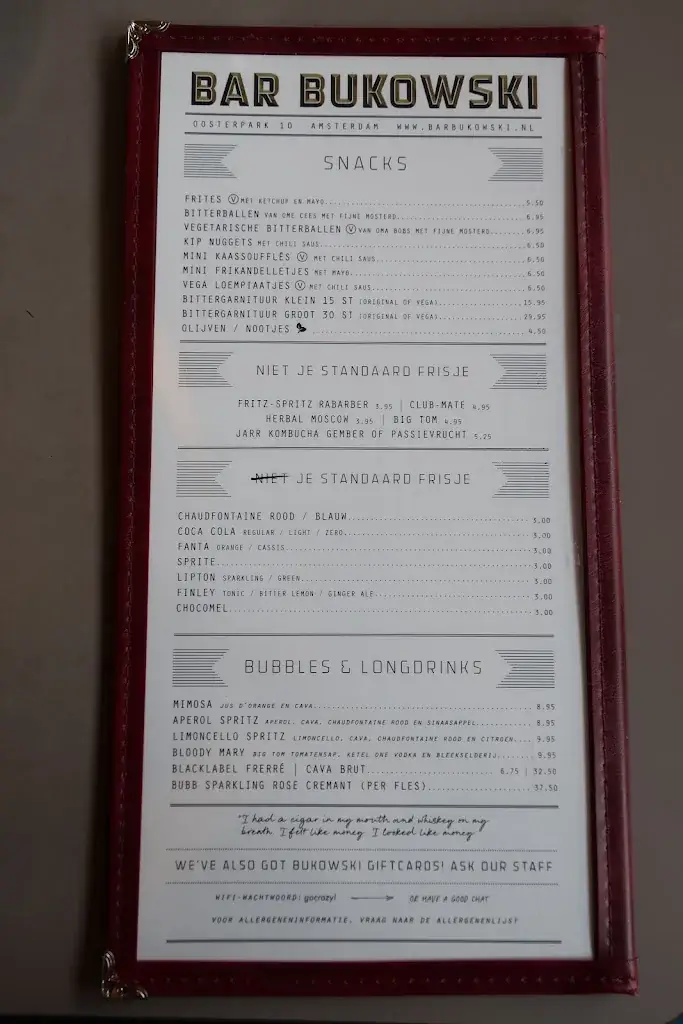 BAR BUKOWSKI
OOSTERPARK 10 AMSTERDAM WWW.BARBUKOWSKI.NL
SNACKS
FRITES Ⓥ MET KETCHUP EN MAYO 5.50
BITTERBALLEN VAN OME CEES MET FIJNE MOSTERD 6.95
VEGETARISCHE BITTERBALLEN Ⓥ VAN OMA BOBS MET FIJNE MOSTERD 6.95
KIP NUGGETS MET CHILI SAUS 6.50
MINI KAASSOUFFLÉS Ⓥ MET CHILI SAUS 6.50
MINI FRIKANDELLETJES MET MAYO 6.50
VEGA LOEMPIAATJES Ⓥ MET CHILI SAUS 6.50
BITTERGARNITUUR KLEIN 15 ST (ORIGINAL OF VEGA) 15.95
BITTERGARNITUUR GROOT 30 ST (ORIGINAL OF VEGA) 29.95
OLIJVEN / NOOTJES 4.50
NIET JE STANDAARD FRISJE
FRITZ-SPRITZ RABARBER 3.95 | CLUB-MATE 4.95
HERBAL MOSCOW 3.95 | BIG TOM 4.95
JARR KOMBUCHA GEMBER OF PASSIEVRUCHT 5.25
NIET JE STANDAARD FRISJE
CHAUDFONTAINE ROOD / BLAUW 3.00
COCA COLA REGULAR / LIGHT / ZERO 3.00
FANTA ORANGE / CASSIS 3.00
SPRITE 3.00
LIPTON SPARKLING / GREEN 3.00
FINLEY TONIC / BITTER LEMON / GINGER ALE 3.00
CHOCOMEL 3.00
BUBBLES & LONGDRINKS
MIMOSA JUS D'ORANGE EN CAVA 8.95
APEROL SPRITZ APEROL, CAVA, CHAUDFONTAINE ROOD EN SINAASAPPEL 8.95
LIMONCELLO SPRITZ LIMONCELLO, CAVA, CHAUDFONTAINE ROOD EN CITROEN 9.95
BLOODY MARY BIG TOM TOMATENSAP, KETEL ONE VODKA EN BLEEKSELDERIJ 8.95
BLACKLABEL FRERRÉ | CAVA BRUT 6.75 | 32.50
BUBB SPARKLING ROSE CREMANT (PER FLES) 37.50
"I had a cigar in my mouth and whiskey on my
breath. I felt like money. I looked like money"
WE'VE ALSO GOT BUKOWSKI GIFTCARDS! ASK OUR STAFF
WIFI-WACHTWOORD: gocrazy! OR HAVE A GOOD CHAT
VOOR ALLERGENENINFORMATIE, VRAAG NAAR DE ALLERGENENLIJST